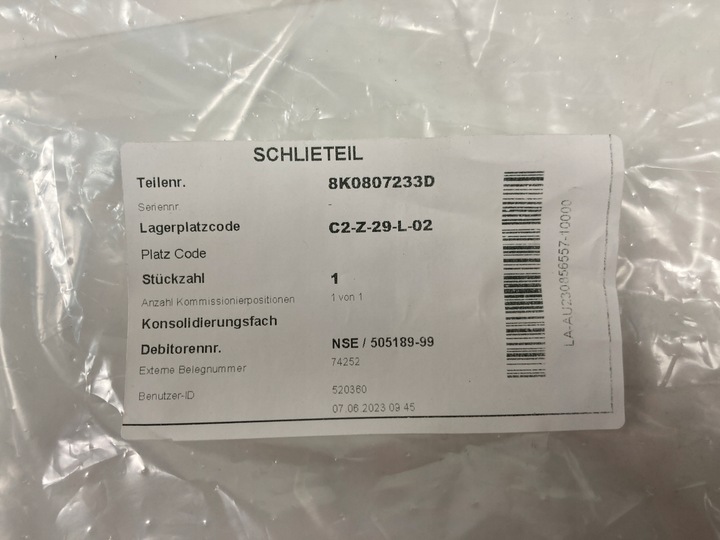 SCHLIETEIL
Teilenr. 8K0807233D
Seriennr. -
Lagerplatzcode C2-Z-29-L-02
Platz Code
Stückzahl 1
Anzahl Kommissionierpositionen 1 von 1
Konsolidierungsfach
Debitorennr. NSE / 505189-99
Externe Belegnummer 74252
Benutzer-ID 520360
07.06.2023 09:45
LA-AU230856557-10000